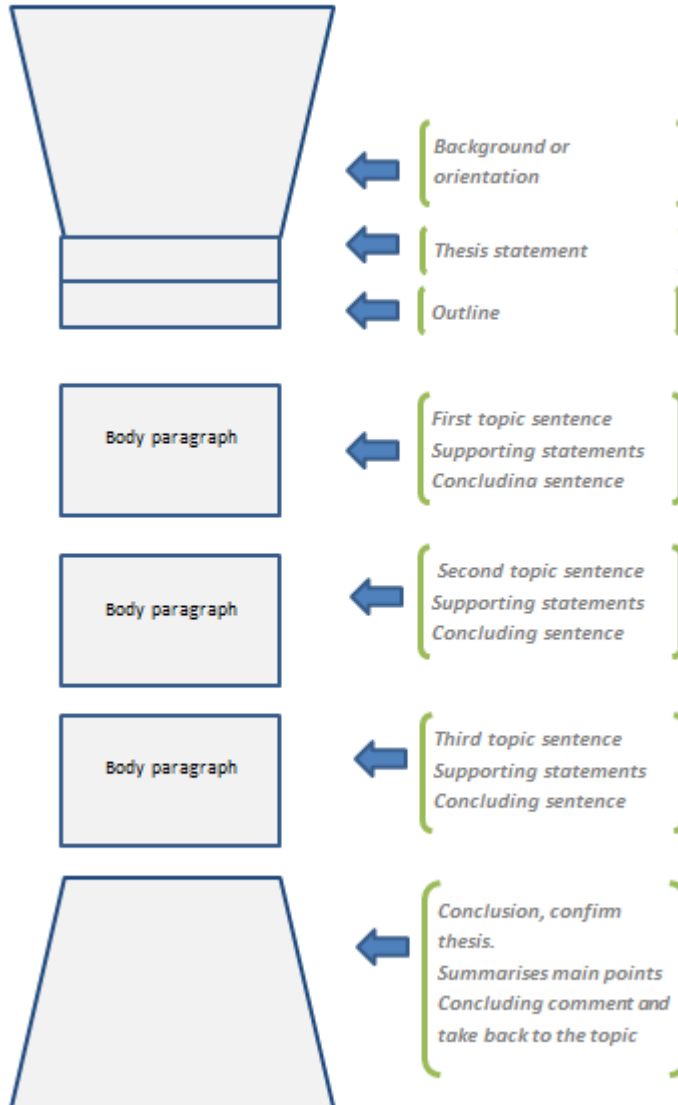 Background or
orientation
Thesis statement
Outline
Body paragraph
First topic sentence
Supporting statements
Concludina sentence
Body paragraph
Second topic sentence
Supporting statements
Concluding sentence
Body paragraph
Third topic sentence
Supporting statements
Concluding sentence
Conclusion, confirm
thesis.
Summarises main points
Concluding comment and
take back to the topic